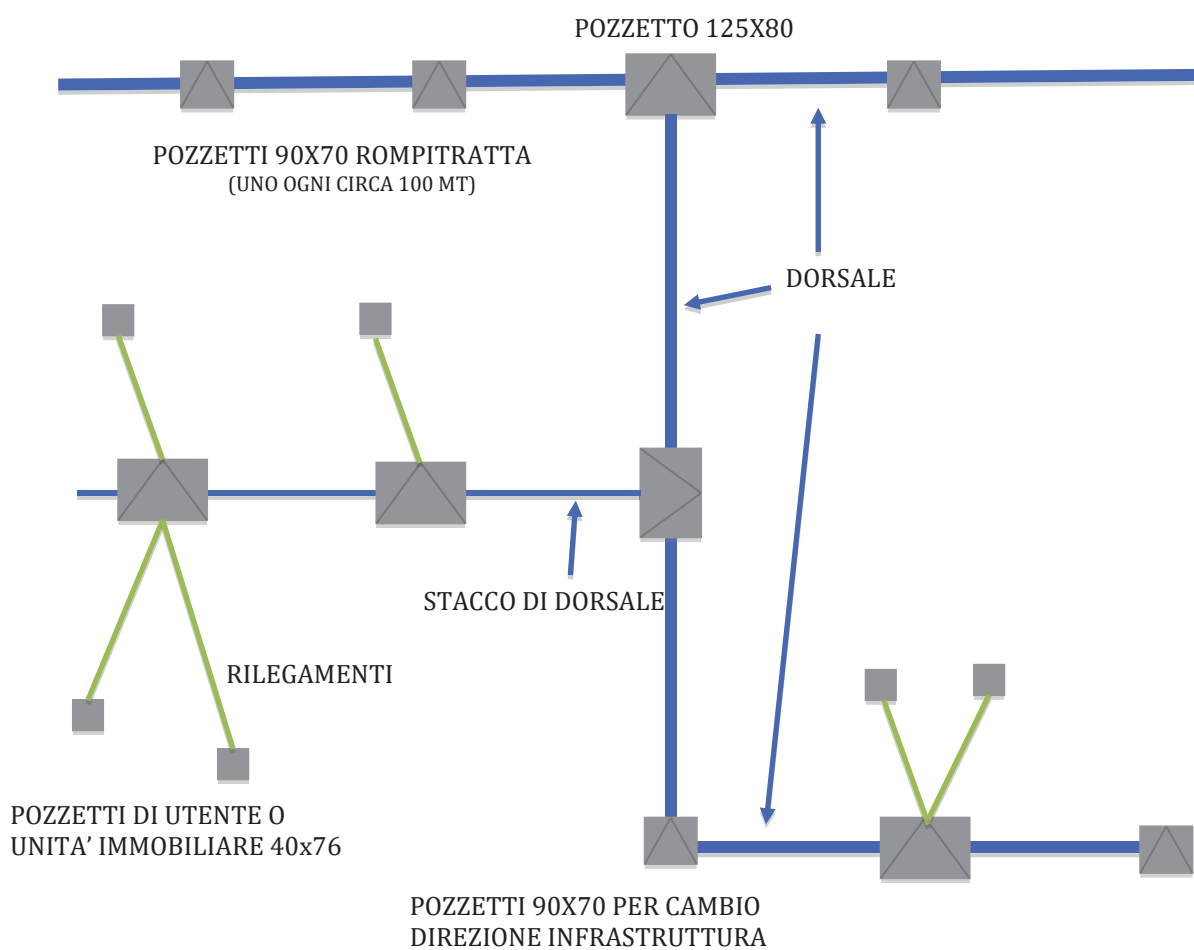 POZZETTO 125X80
POZZETTI 90X70 ROMPITRATTA
(UNO OGNI CIRCA 100 MT)
DORSALE
STACCO DI DORSALE
RILEGAMENTI
POZZETTI DI UTENTE O
UNITA’ IMMOBILIARE 40x76
POZZETTI 90X70 PER CAMBIO
DIREZIONE INFRASTRUTTURA